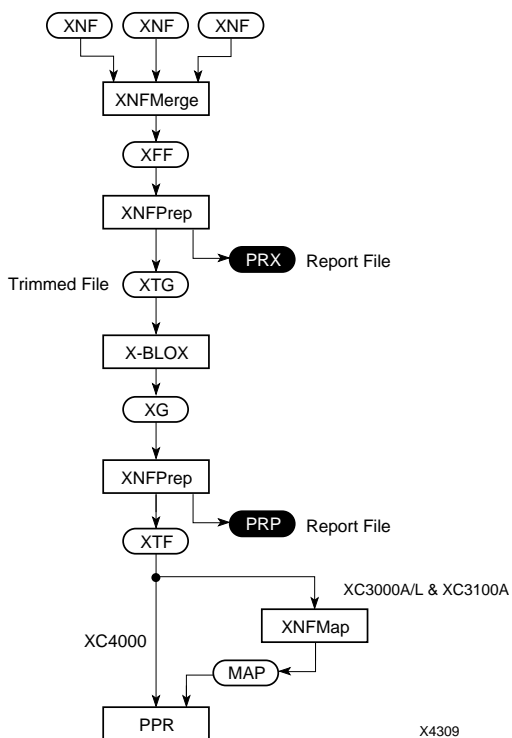 XNF XNF XNF
XNFMerge
XFF
XNFPrep
PRX Report File
Trimmed File XTG
X-BLOX
XG
XNFPrep
PRP Report File
XTF
XC3000A/L & XC3100A
XNFMap
XC4000
MAP
PPR
X4309